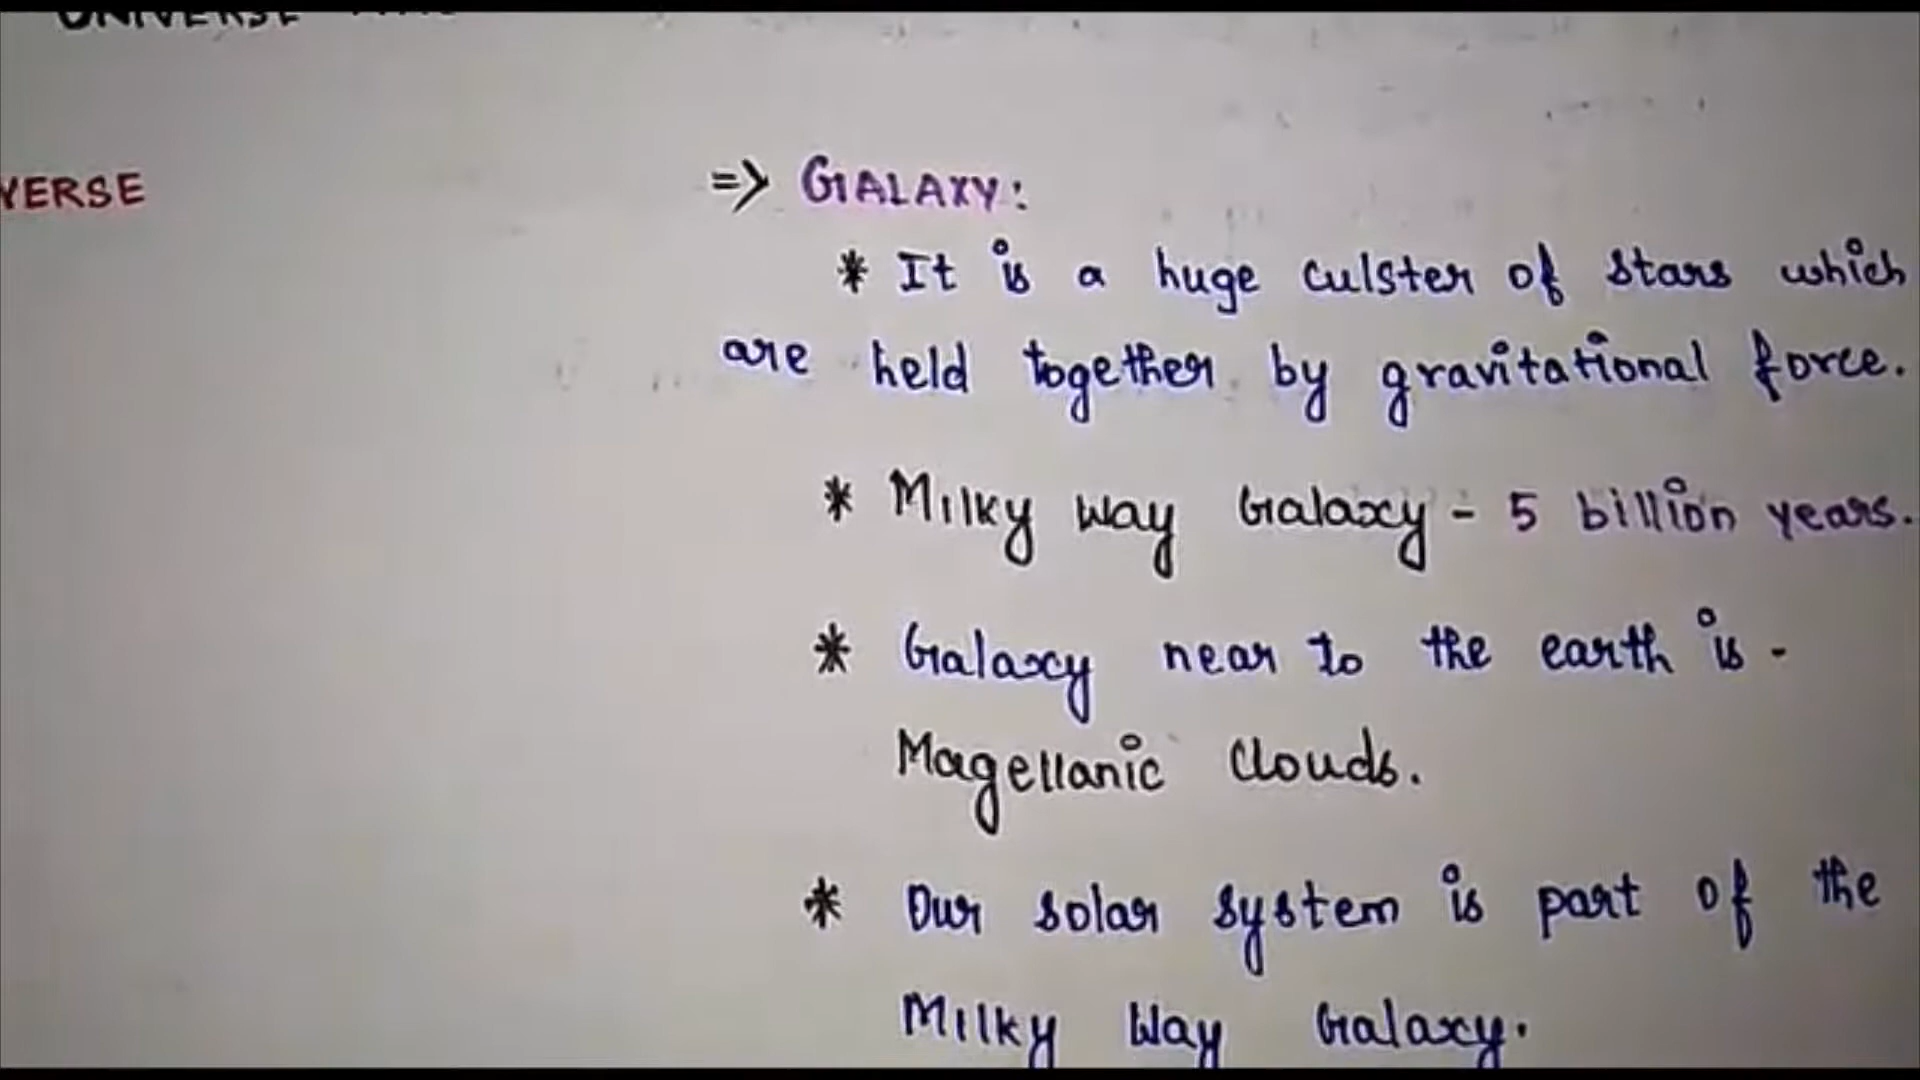 UNIVERSE
VERSE
=> GALAXY:
* It is a huge culster of stars which
are held together by gravitational force.
* Milky Way Galaxy - 5 billion years.
* Galaxy near to the earth is -
Magellanic Clouds.
* Our solar system is part of the
Milky Way Galaxy.